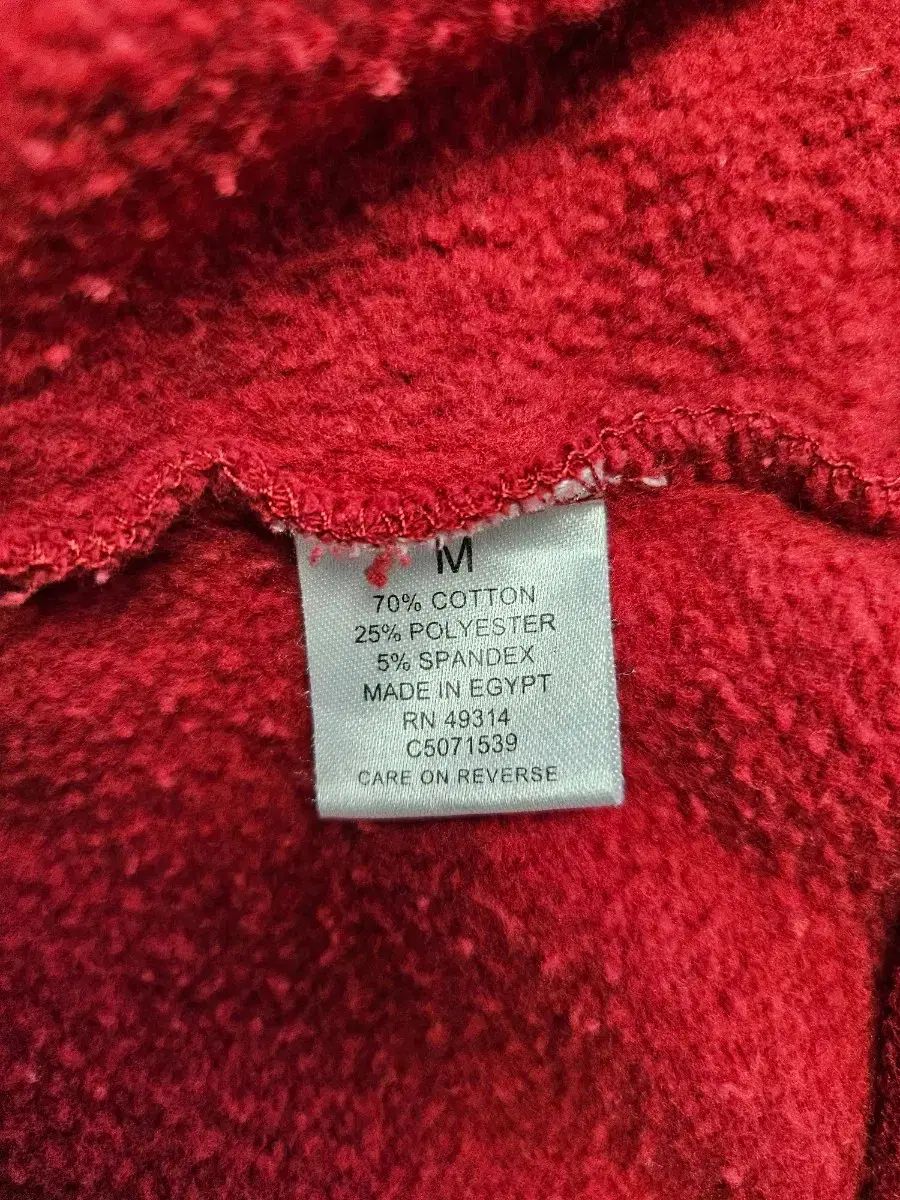 M
70% COTTON
25% POLYESTER
5% SPANDEX
MADE IN EGYPT
RN 49314
C5071539
CARE ON REVERSE